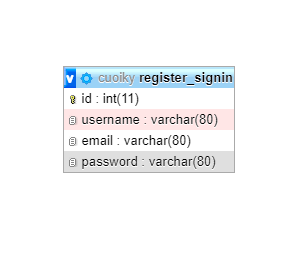 v cuoiky register_signin
id : int(11)
username : varchar(80)
email : varchar(80)
password : varchar(80)